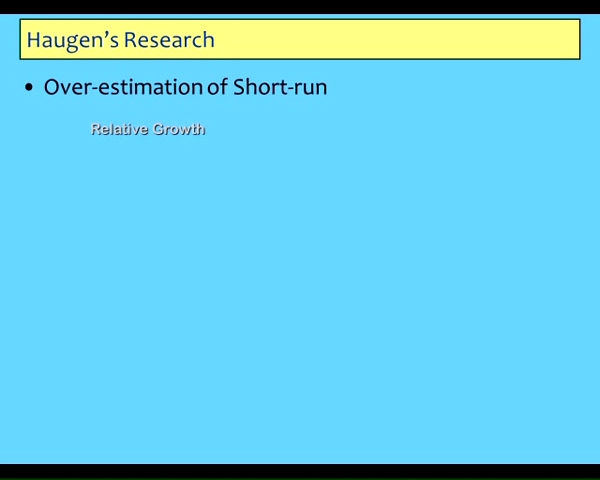 Haugen’s Research
• Over-estimation of Short-run
Relative Growth